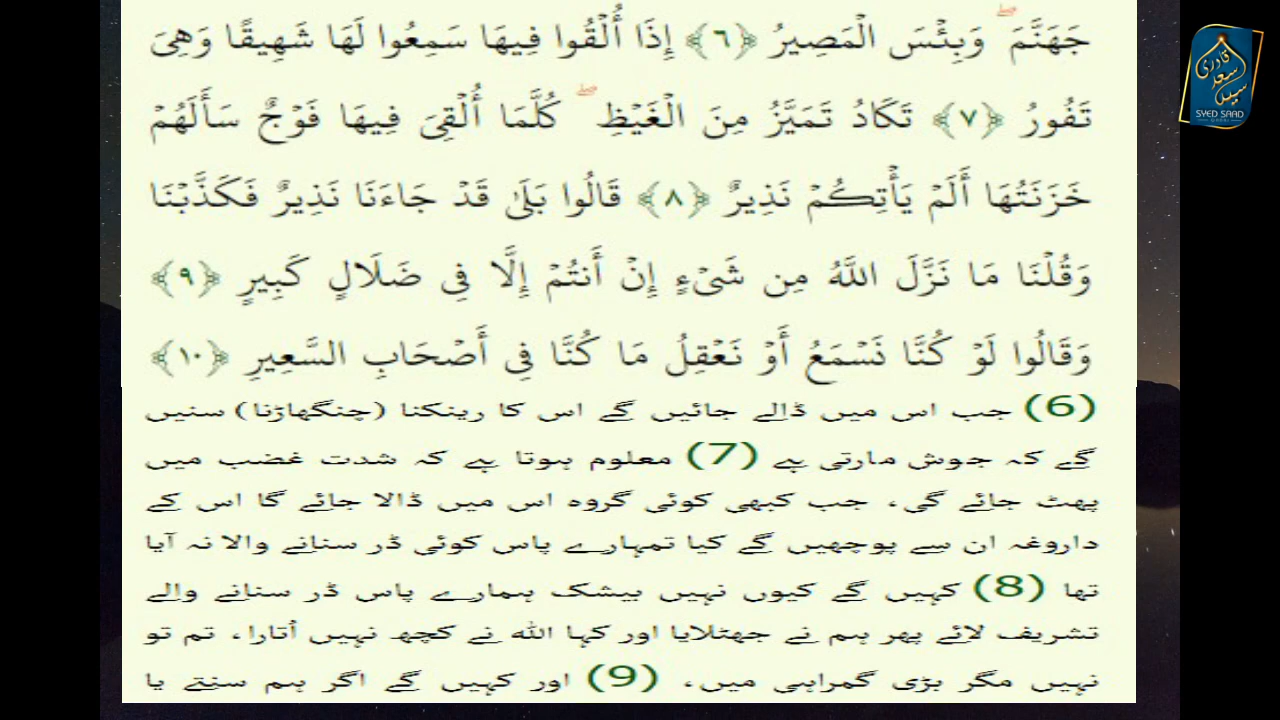 جَهَنَّمَ ۖ وَبِئْسَ الْمَصِيرُ ﴿٦﴾ إِذَا أُلْقُوا فِيهَا سَمِعُوا لَهَا شَهِيقًا وَهِيَ
تَفُورُ ﴿٧﴾ تَكَادُ تَمَيَّزُ مِنَ الْغَيْظِ ۖ كُلَّمَا أُلْقِيَ فِيهَا فَوْجٌ سَأَلَهُمْ
خَزَنَتُهَا أَلَمْ يَأْتِكُمْ نَذِيرٌ ﴿٨﴾ قَالُوا بَلَىٰ قَدْ جَاءَنَا نَذِيرٌ فَكَذَّبْنَا
وَقُلْنَا مَا نَزَّلَ اللَّهُ مِن شَيْءٍ إِنْ أَنتُمْ إِلَّا فِي ضَلَالٍ كَبِيرٍ ﴿٩﴾
وَقَالُوا لَوْ كُنَّا نَسْمَعُ أَوْ نَعْقِلُ مَا كُنَّا فِي أَصْحَابِ السَّعِيرِ ﴿١٠﴾
(6) جب اس میں ڈالے جائیں گے اس کا رینکنا (چنگھاڑنا) سنیں
گے کہ جوش مارتی ہے (7) معلوم ہوتا ہے کہ شدت غضب میں
پھٹ جائے گی، جب کبھی کوئی گروہ اس میں ڈالا جائے گا اس کے
داروغہ ان سے پوچھیں گے کیا تمہارے پاس کوئی ڈر سنانے والا نہ آیا
تھا (8) کہیں گے کیوں نہیں بیشک ہمارے پاس ڈر سنانے والے
تشریف لائے پھر ہم نے جھٹلایا اور کہا اللہ نے کچھ نہیں اُتارا، تم تو
نہیں مگر بڑی گمراہی میں، (9) اور کہیں گے اگر ہم سنتے یا
سید سعد قادری
SYED SAAD
QADRI